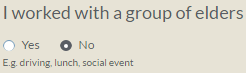 I worked with a group of elders
Yes No
E.g. driving, lunch, social event